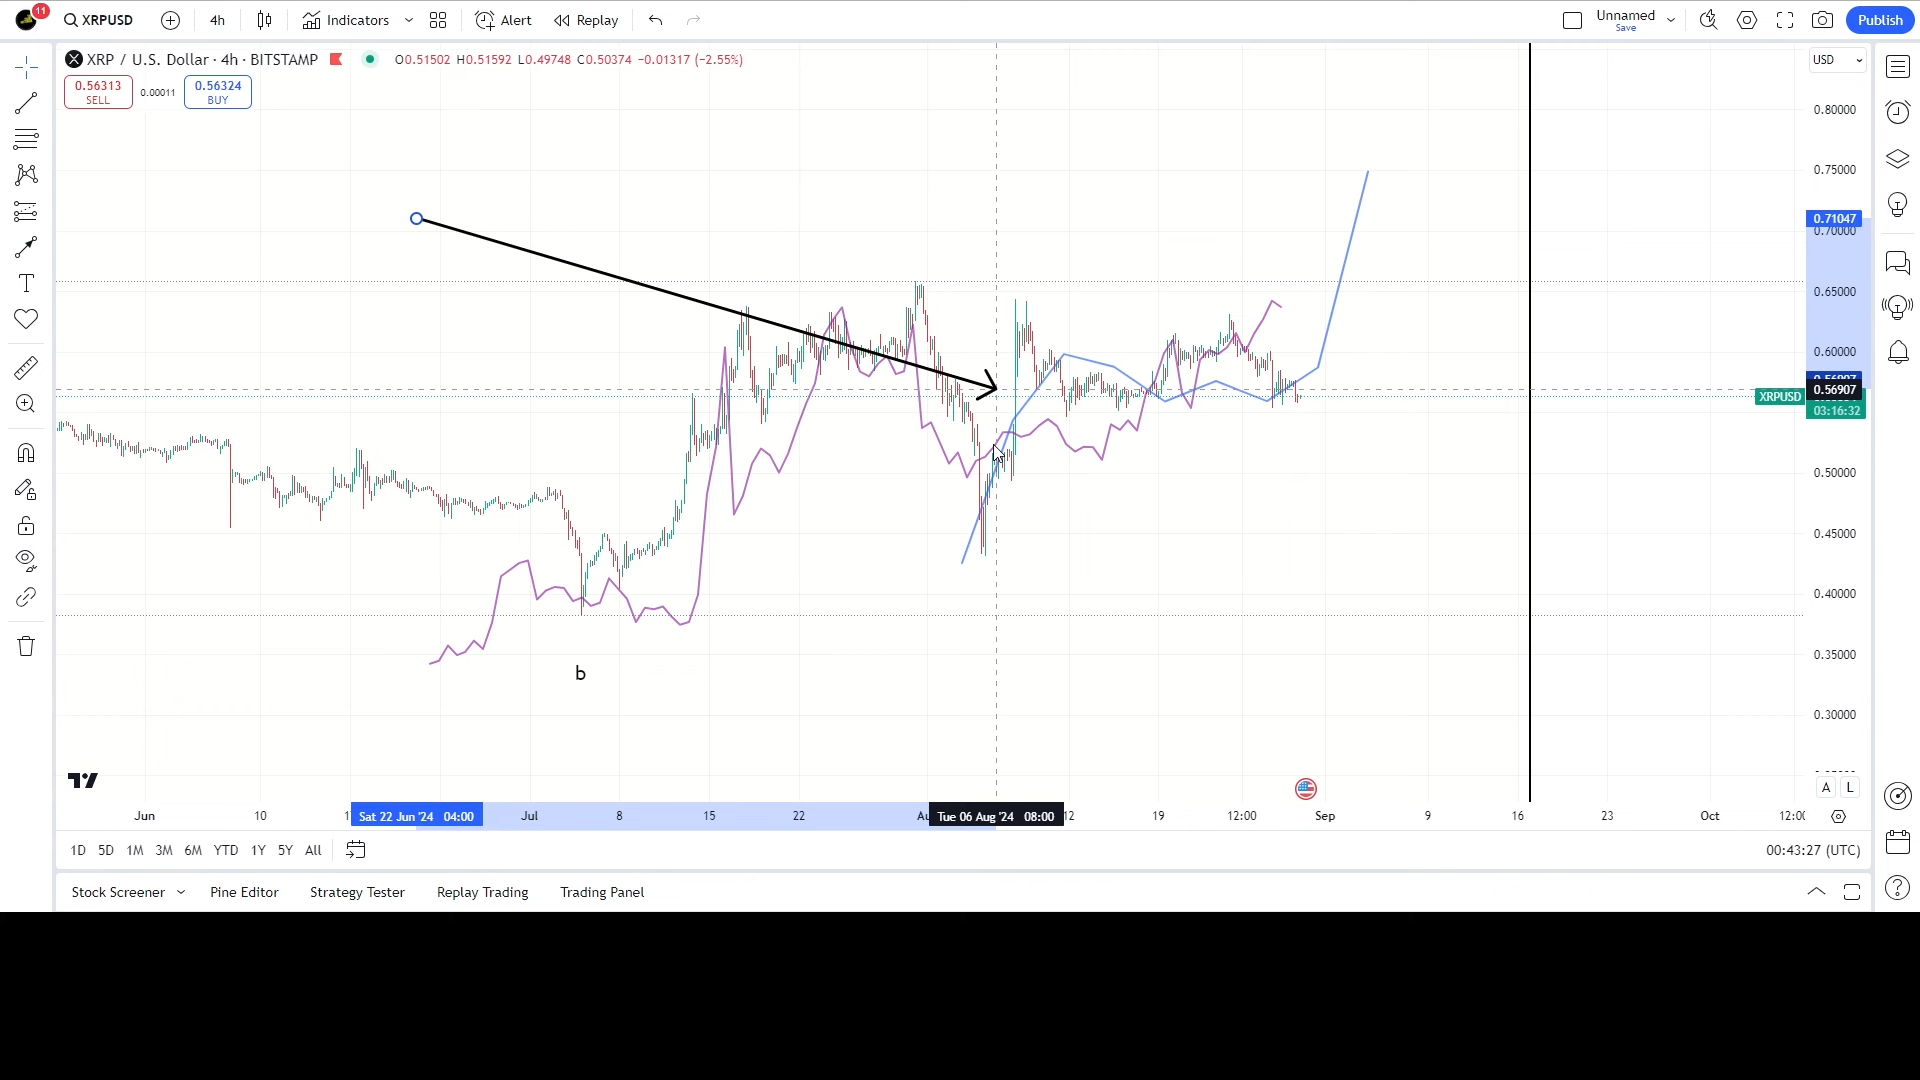 11
XRPUSD
4h
Indicators
Alert
Replay
Unnamed
Save
Publish
XRP / U.S. Dollar · 4h · BITSTAMP
O0.51502 H0.51592 L0.49748 C0.50374 −0.01317 (−2.55%)
USD
0.56313
SELL
0.00011
0.56324
BUY
0.80000
0.75000
0.71047
0.70000
0.65000
0.60000
0.56907
XRPUSD
03:16:32
0.50000
0.45000
0.40000
0.35000
0.30000
b
A
L
Jun
10
Sat 22 Jun '24 04:00
Jul
8
15
22
Tue 06 Aug '24 08:00
12
19
12:00
Sep
9
16
23
Oct
1D 5D 1M 3M 6M YTD 1Y 5Y All
00:43:27 (UTC)
Stock Screener
Pine Editor
Strategy Tester
Replay Trading
Trading Panel